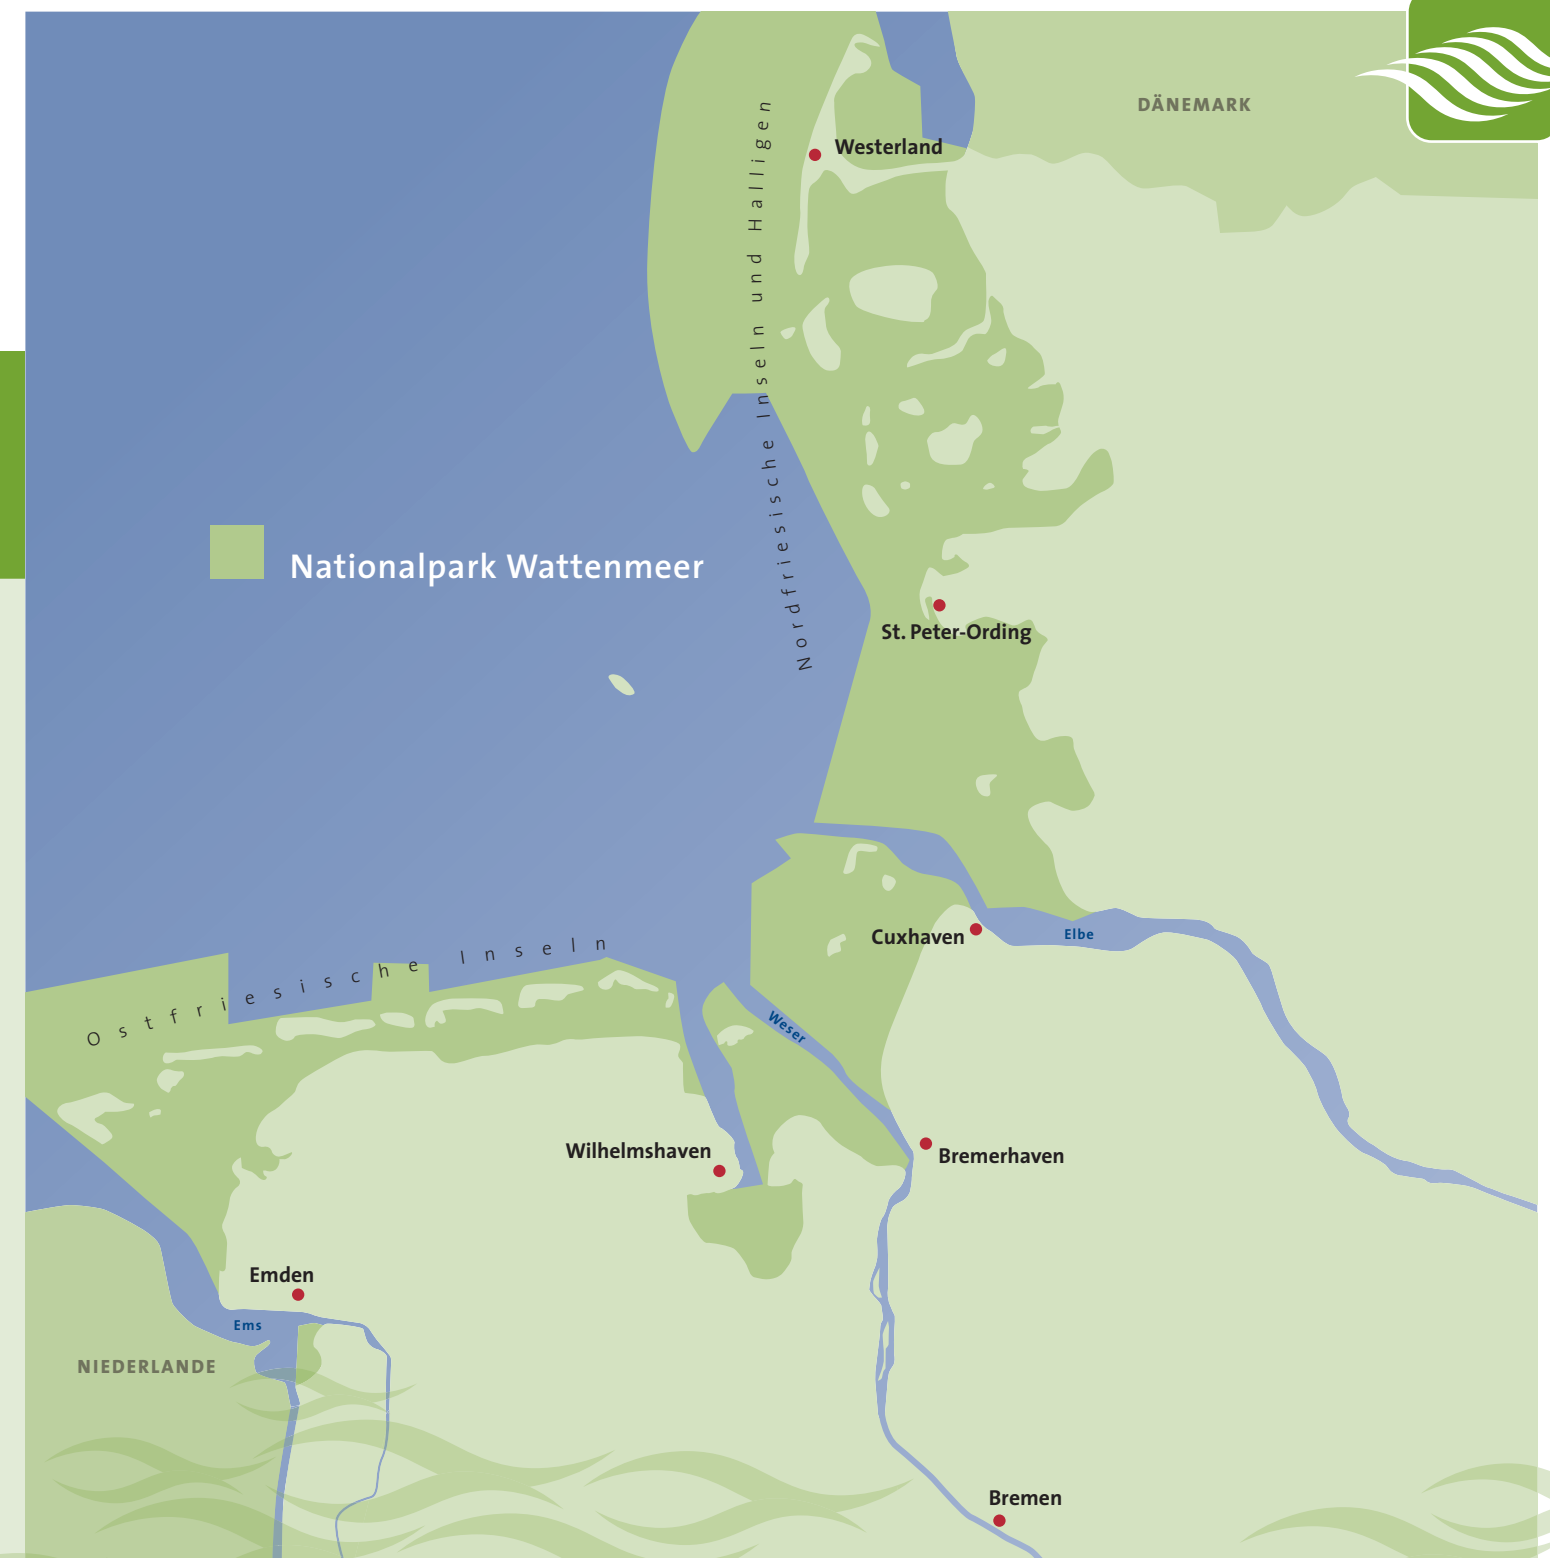 DÄNEMARK
Westerland
Nordfriesische Inseln und Halligen
Nationalpark Wattenmeer
St. Peter-Ording
Cuxhaven
Elbe
Ostfriesische Inseln
Weser
Wilhelmshaven
Bremerhaven
Emden
Ems
NIEDERLANDE
Bremen